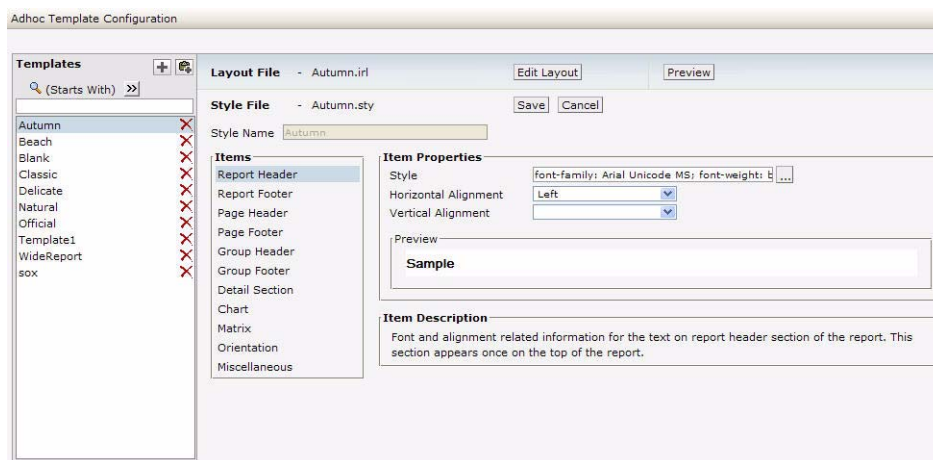 Adhoc Template Configuration
Templates
(Starts With) >>
Autumn
Beach
Blank
Classic
Delicate
Natural
Official
Template1
WideReport
sox
Layout File - Autumn.irl Edit Layout Preview
Style File - Autumn.sty Save Cancel
Style Name Autumn
Items
Report Header
Report Footer
Page Header
Page Footer
Group Header
Group Footer
Detail Section
Chart
Matrix
Orientation
Miscellaneous
Item Properties
Style font-family: Arial Unicode MS; font-weight: b ...
Horizontal Alignment Left
Vertical Alignment
Preview
Sample
Item Description
Font and alignment related information for the text on report header section of the report. This
section appears once on the top of the report.